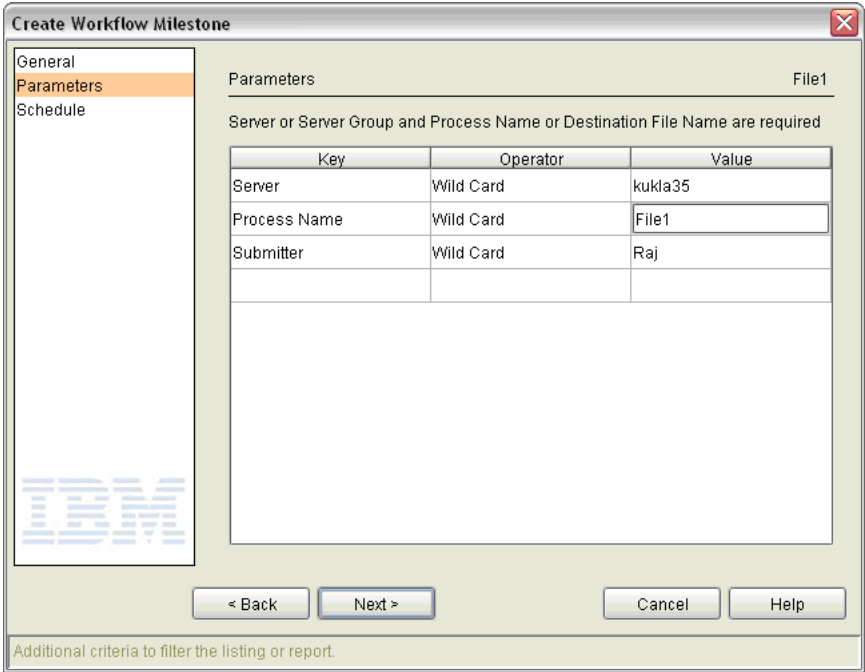 Create Workflow Milestone
General
Parameters
Schedule
Parameters File1
Server or Server Group and Process Name or Destination File Name are required
Key Operator Value
Server Wild Card kukla35
Process Name Wild Card File1
Submitter Wild Card Raj
IBM
< Back Next > Cancel Help
Additional criteria to filter the listing or report.